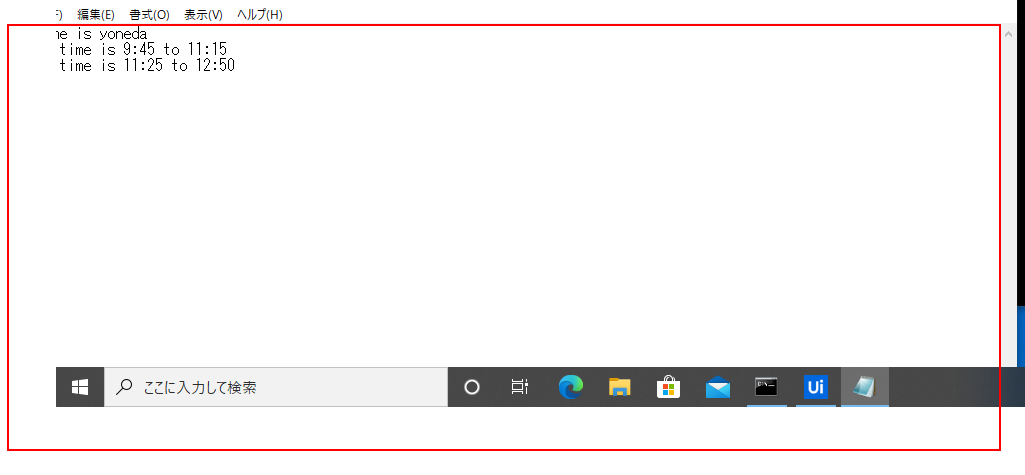 F) 編集(E) 書式(O) 表示(V) ヘルプ(H)
me is yoneda
time is 9:45 to 11:15
time is 11:25 to 12:50
ここに入力して検索
C:\_
Ui